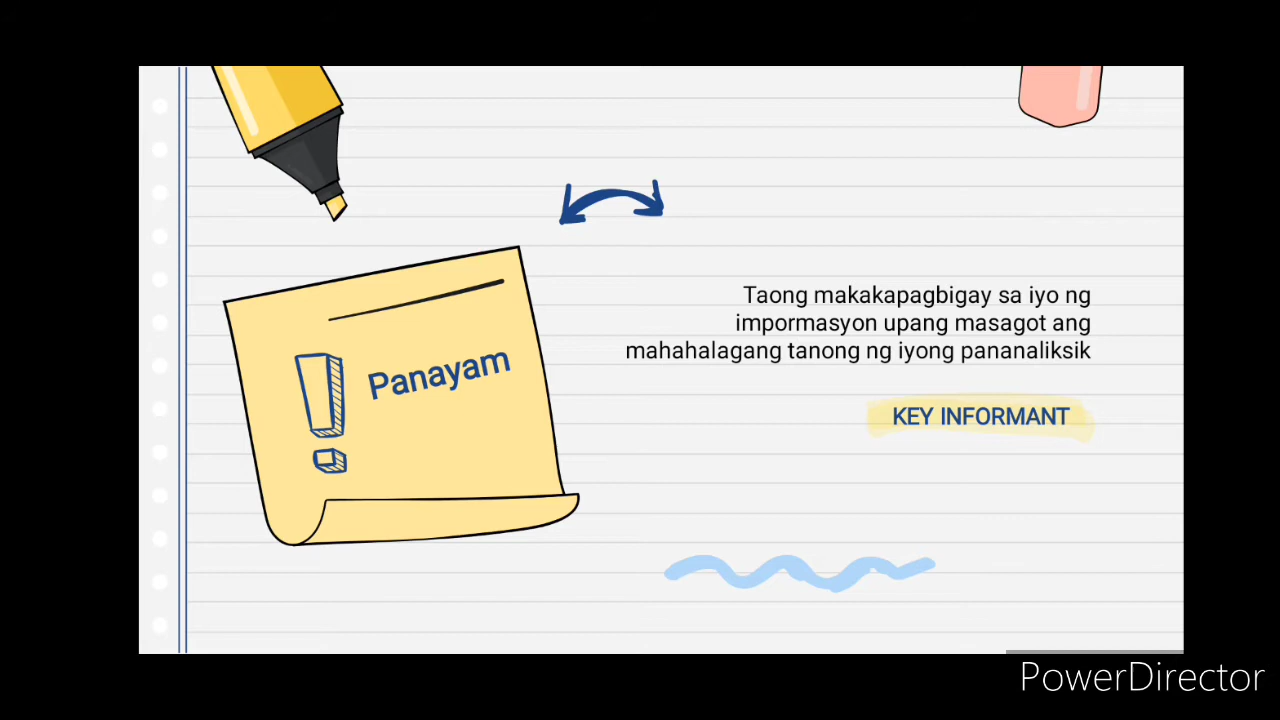 Panayam
Taong makakapagbigay sa iyo ng
impormasyon upang masagot ang
mahahalagang tanong ng iyong pananaliksik
KEY INFORMANT
PowerDirector